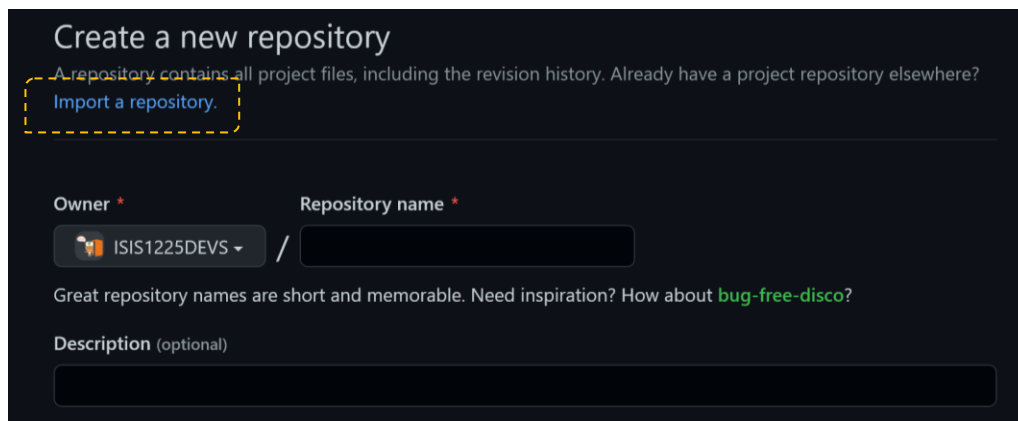 Create a new repository
A repository contains all project files, including the revision history. Already have a project repository elsewhere?
Import a repository.
Owner * Repository name *
ISIS1225DEVS /
Great repository names are short and memorable. Need inspiration? How about bug-free-disco?
Description (optional)